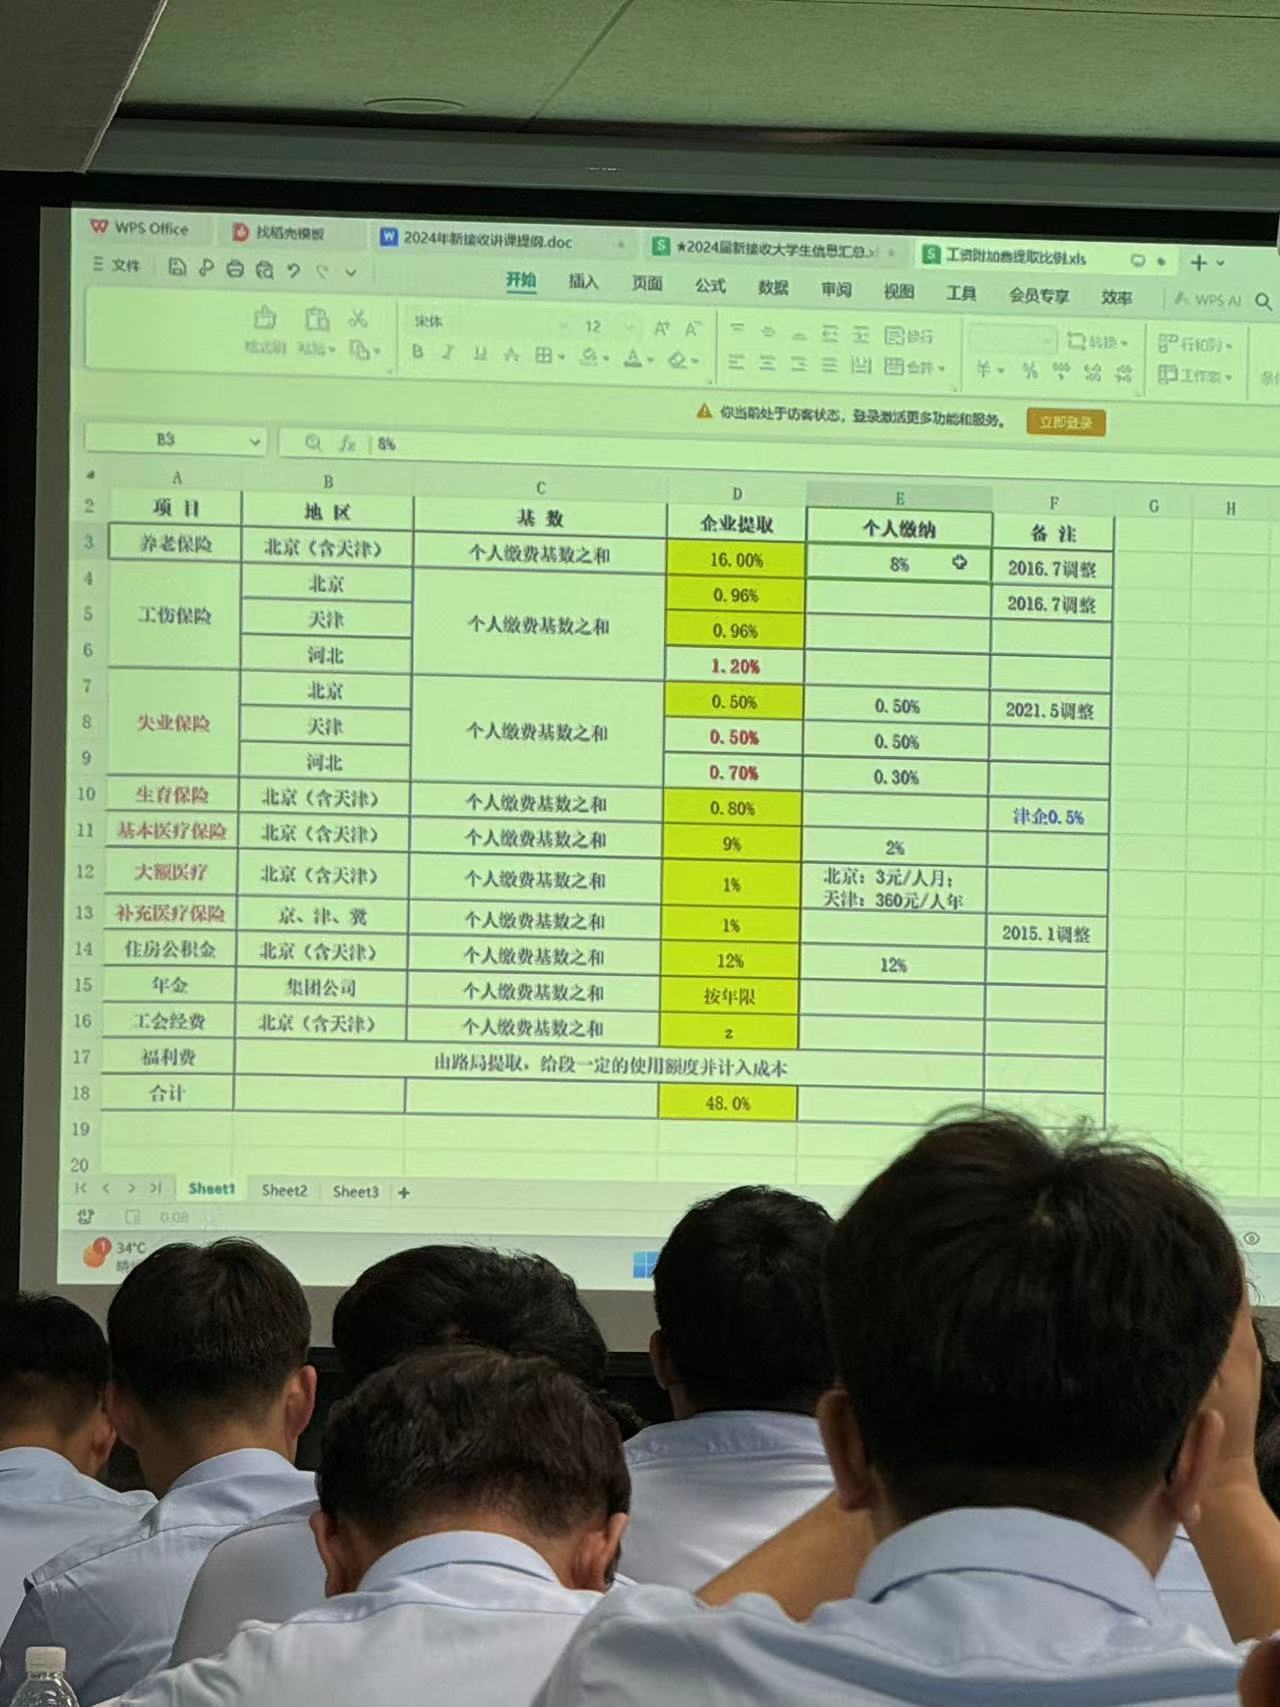 WPS Office 找稻壳模板 2024年新接收讲课提纲.doc ★2024届新接收大学生信息汇总.x 工资附加费提取比例.xls
文件 开始 插入 页面 公式 数据 审阅 视图 工具 会员专享 效率 WPS AI
宋体 12 A+ A- 换行 转换 行和列
格式刷 粘贴 B I U A 合并 ¥ % 工作表
你当前处于访客状态，登录激活更多功能和服务。 立即登录
B3 fx 8%
A B C D E F G H
2 项 目 地 区 基 数 企业提取 个人缴纳 备 注
3 养老保险 北京（含天津） 个人缴费基数之和 16.00% 8% 2016.7调整
4 北京 0.96% 2016.7调整
5 工伤保险 天津 个人缴费基数之和 0.96%
6 河北 1.20%
7 北京 0.50% 0.50% 2021.5调整
8 失业保险 天津 个人缴费基数之和 0.50% 0.50%
9 河北 0.70% 0.30%
10 生育保险 北京（含天津） 个人缴费基数之和 0.80% 津企0.5%
11 基本医疗保险 北京（含天津） 个人缴费基数之和 9% 2%
12 大额医疗 北京（含天津） 个人缴费基数之和 1% 北京：3元/人月；
天津：360元/人年
13 补充医疗保险 京、津、冀 个人缴费基数之和 1% 2015.1调整
14 住房公积金 北京（含天津） 个人缴费基数之和 12% 12%
15 年金 集团公司 个人缴费基数之和 按年限
16 工会经费 北京（含天津） 个人缴费基数之和 2
17 福利费 由路局提取，给段一定的使用额度并计入成本
18 合计 48.0%
19
20
Sheet1 Sheet2 Sheet3 +
0.08
1 34°C